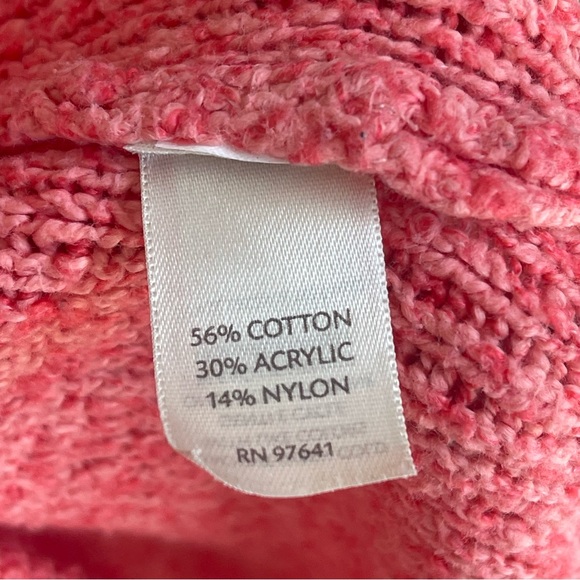 56% COTTON
30% ACRYLIC
14% NYLON
RN 97641